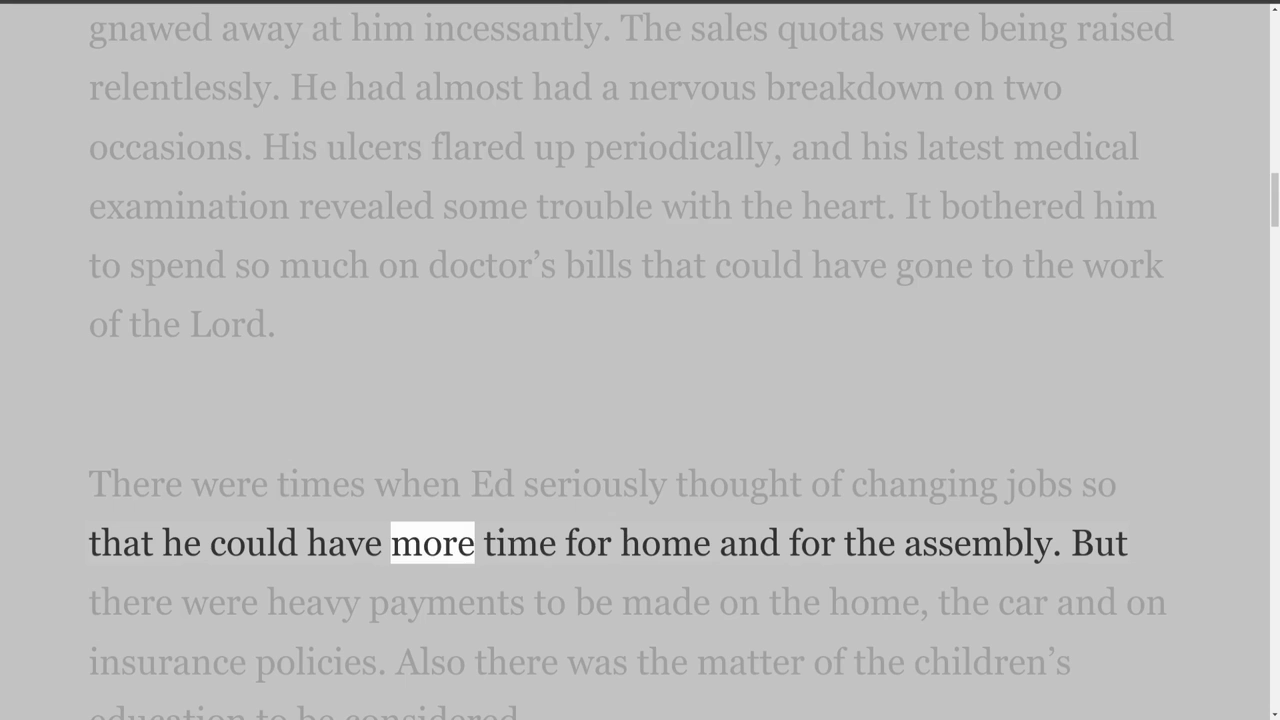 gnawed away at him incessantly. The sales quotas were being raised
relentlessly. He had almost had a nervous breakdown on two
occasions. His ulcers flared up periodically, and his latest medical
examination revealed some trouble with the heart. It bothered him
to spend so much on doctor’s bills that could have gone to the work
of the Lord.
There were times when Ed seriously thought of changing jobs so
that he could have more time for home and for the assembly. But
there were heavy payments to be made on the home, the car and on
insurance policies. Also there was the matter of the children’s
education to be considered.